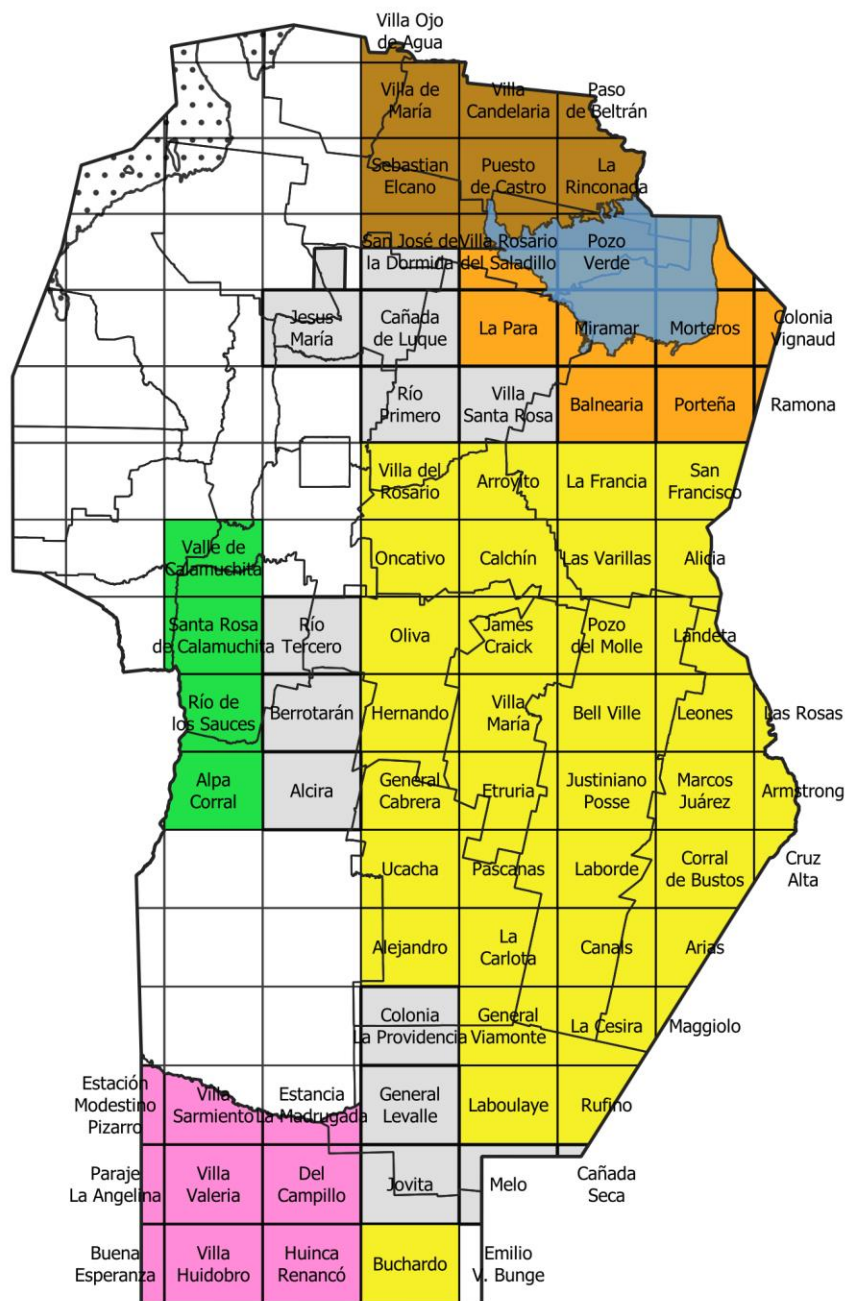 Villa Ojo
de Agua
Villa de
María
Villa
Candelaria
Paso
de Beltrán
Sebastian
Elcano
Puesto
de Castro
La
Rinconada
San José de
la Dormida
Villa Rosario
del Saladillo
Pozo
Verde
Jesus
María
Cañada
de Luque
La Para
Miramar
Morteros
Colonia
Vignaud
Río
Primero
Villa
Santa Rosa
Balnearia
Porteña
Ramona
Villa del
Rosario
Arroyito
La Francia
San
Francisco
Valle de
Calamuchita
Oncativo
Calchín
Las Varillas
Alicia
Santa Rosa
de Calamuchita
Río
Tercero
Oliva
James
Craick
Pozo
del Molle
Landeta
Río de
los Sauces
Berrotarán
Hernando
Villa
María
Bell Ville
Leones
Las Rosas
Alpa
Corral
Alcira
General
Cabrera
Etruria
Justiniano
Posse
Marcos
Juárez
Armstrong
Ucacha
Pascanas
Laborde
Corral
de Bustos
Cruz
Alta
Alejandro
La
Carlota
Canals
Arias
Colonia
La Providencia
General
Viamonte
La Cesira
Maggiolo
Estación
Modestino
Pizarro
Villa
Sarmiento
Estancia
La Madrugada
General
Levalle
Laboulaye
Rufino
Paraje
La Angelina
Villa
Valeria
Del
Campillo
Jovita
Melo
Cañada
Seca
Buena
Esperanza
Villa
Huidobro
Huinca
Renancó
Buchardo
Emilio
V. Bunge